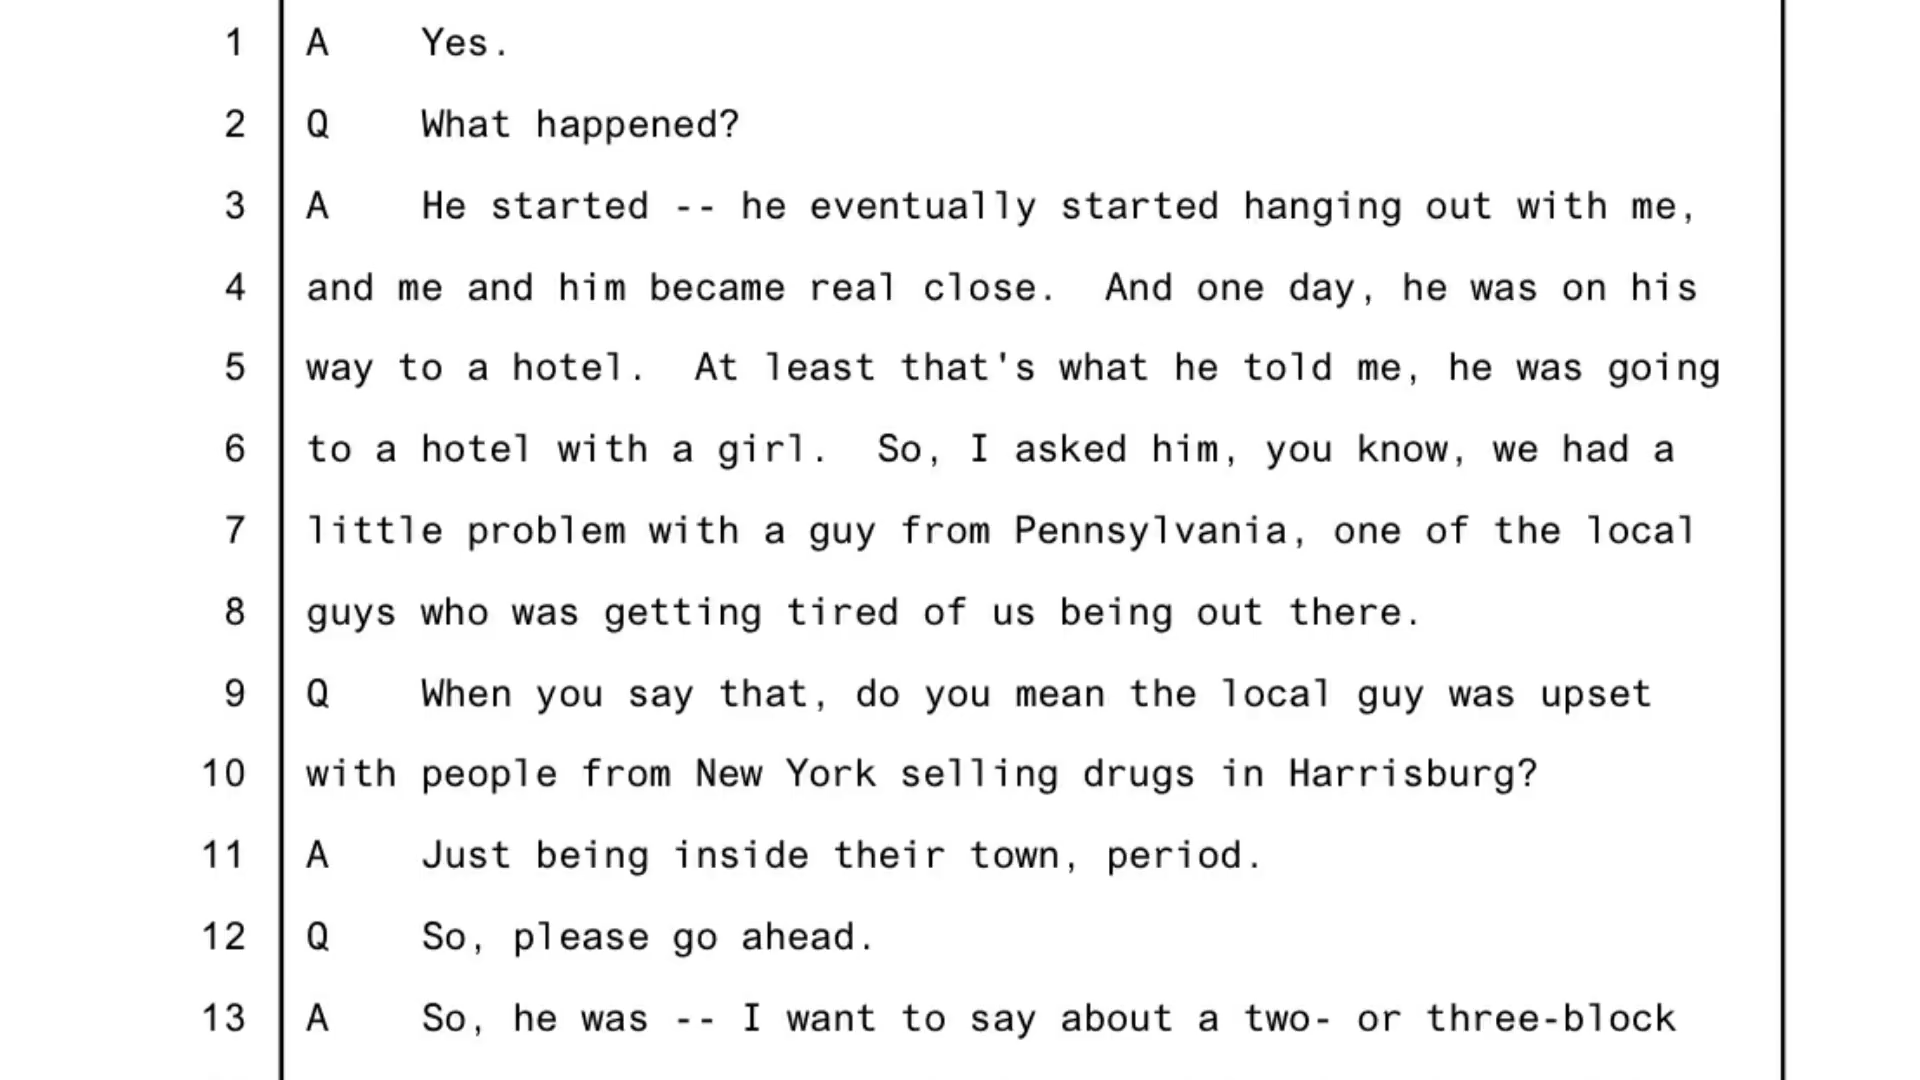 1 A Yes.
2 Q What happened?
3 A He started -- he eventually started hanging out with me,
4 and me and him became real close. And one day, he was on his
5 way to a hotel. At least that's what he told me, he was going
6 to a hotel with a girl. So, I asked him, you know, we had a
7 little problem with a guy from Pennsylvania, one of the local
8 guys who was getting tired of us being out there.
9 Q When you say that, do you mean the local guy was upset
10 with people from New York selling drugs in Harrisburg?
11 A Just being inside their town, period.
12 Q So, please go ahead.
13 A So, he was -- I want to say about a two- or three-block